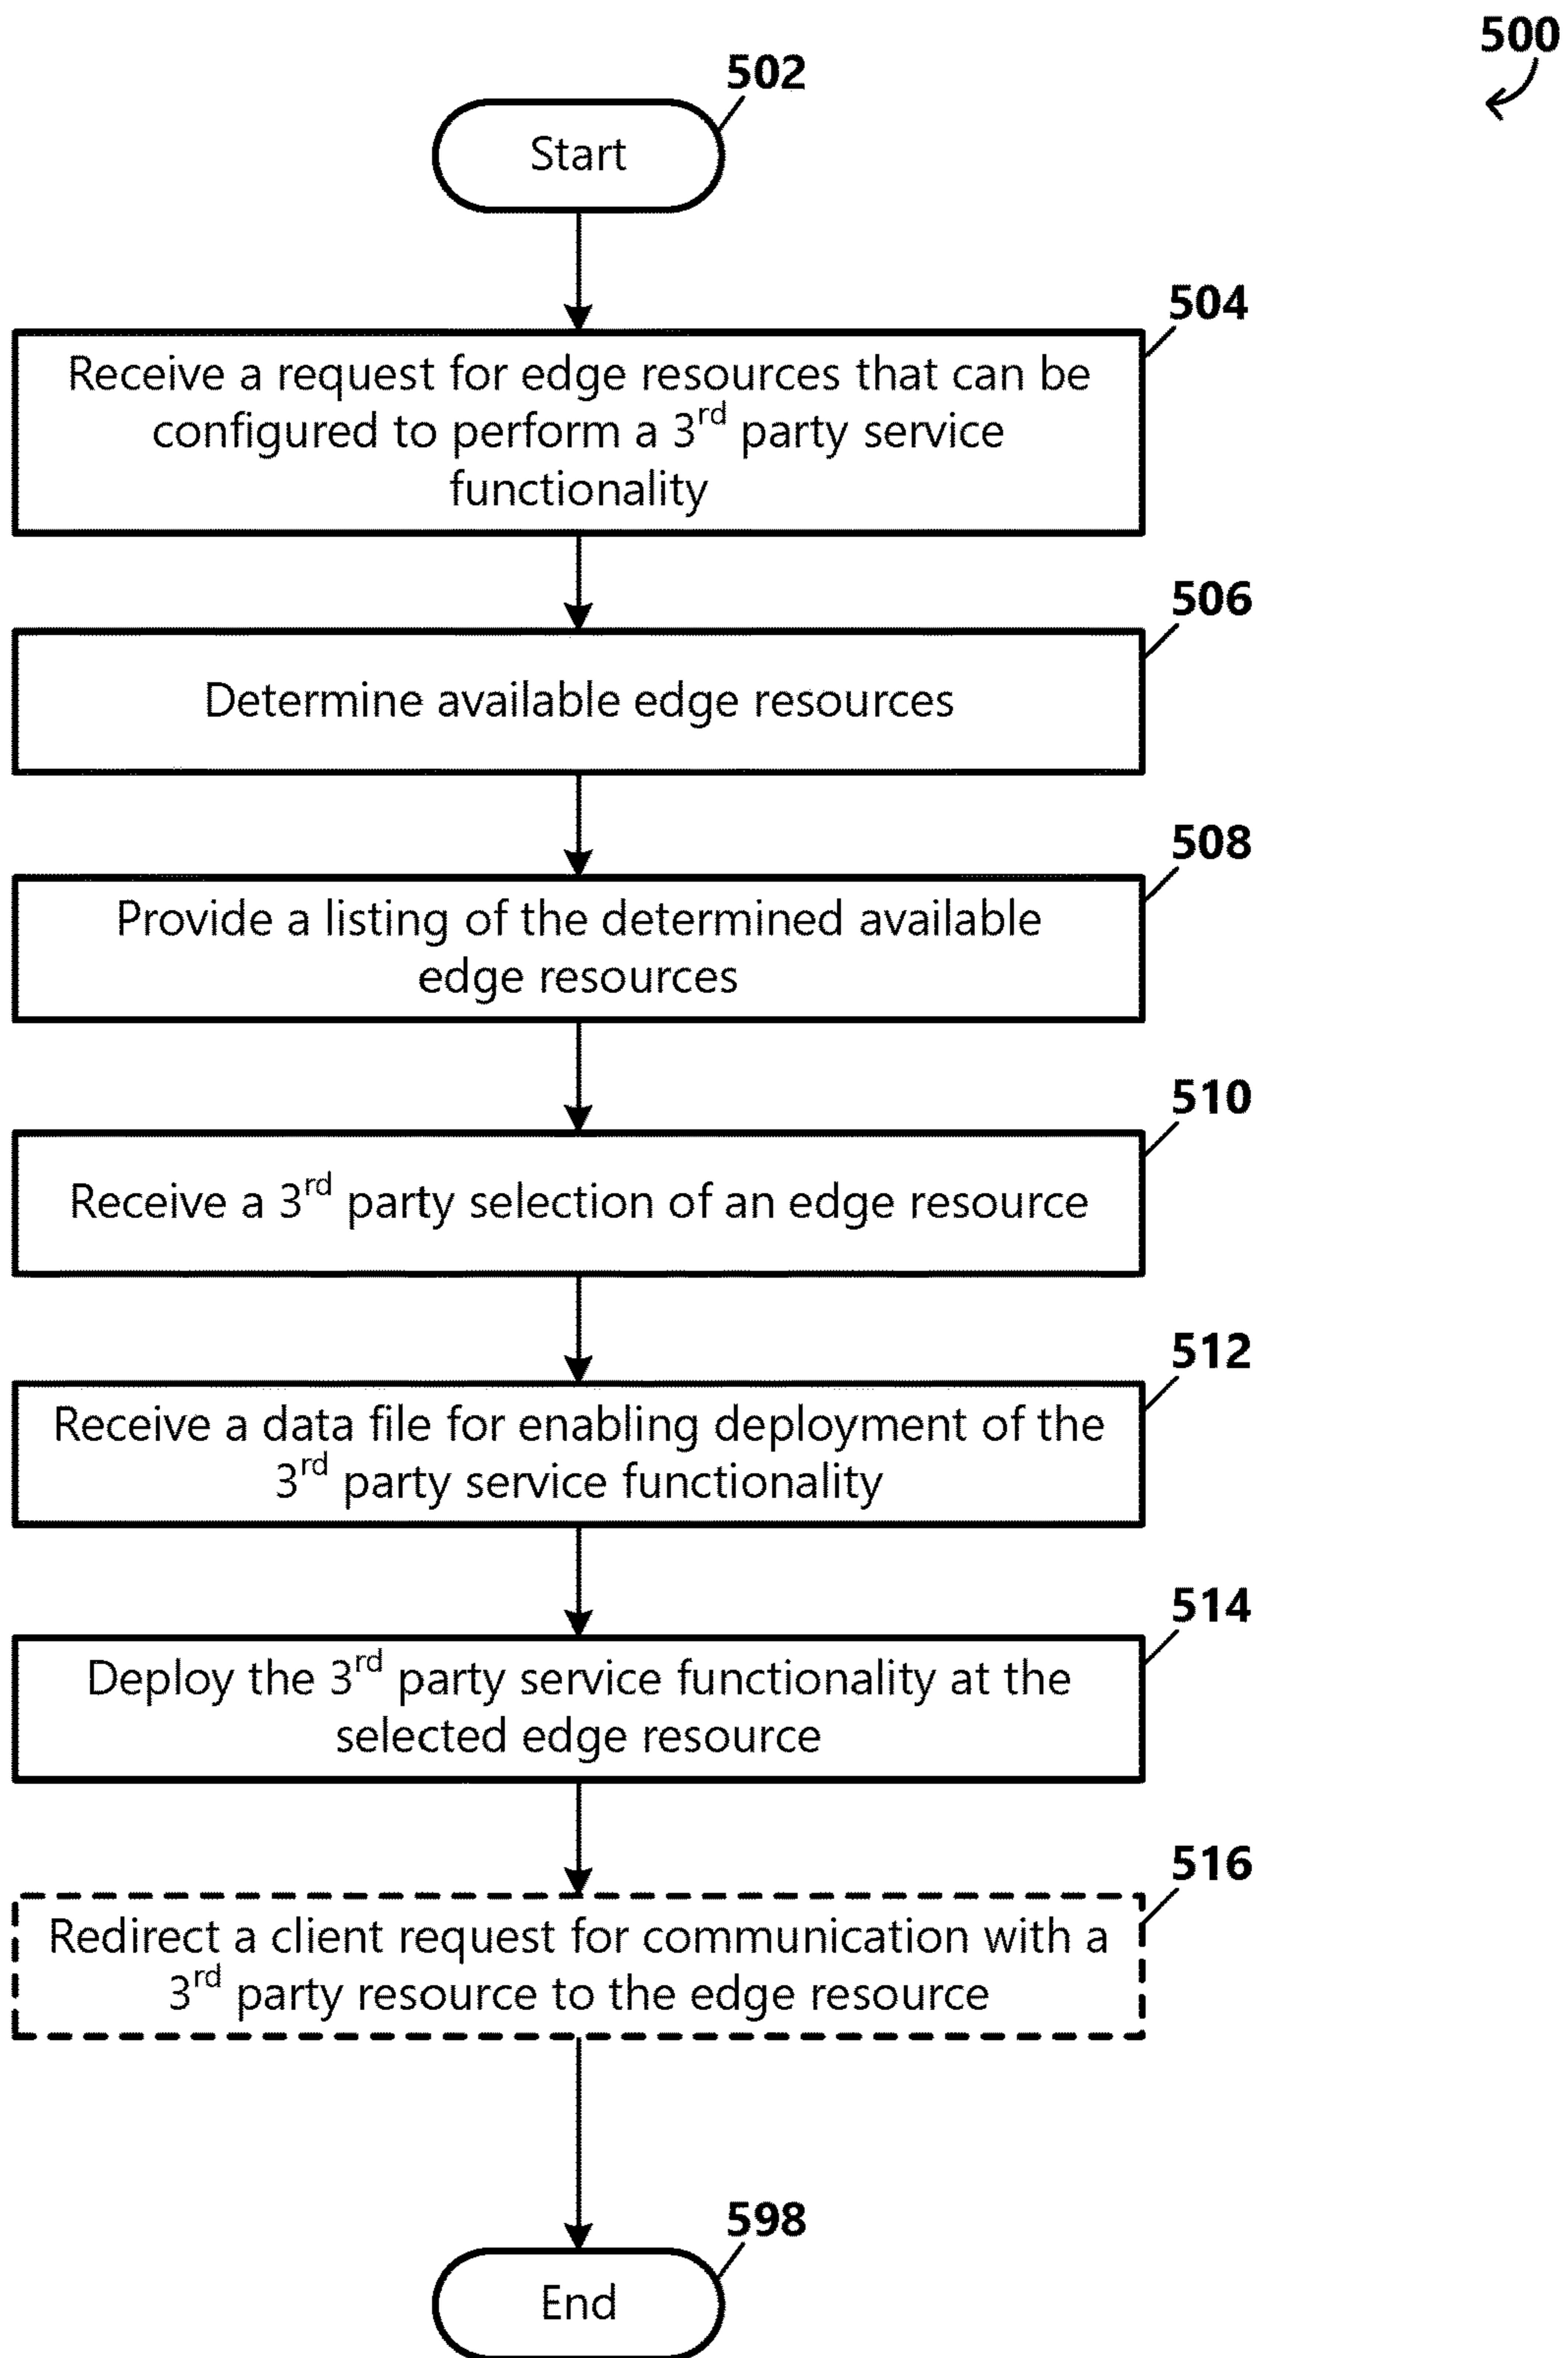 500
502
Start
504
Receive a request for edge resources that can be
configured to perform a 3rd party service
functionality
506
Determine available edge resources
508
Provide a listing of the determined available
edge resources
510
Receive a 3rd party selection of an edge resource
512
Receive a data file for enabling deployment of the
3rd party service functionality
514
Deploy the 3rd party service functionality at the
selected edge resource
516
Redirect a client request for communication with a
3rd party resource to the edge resource
598
End